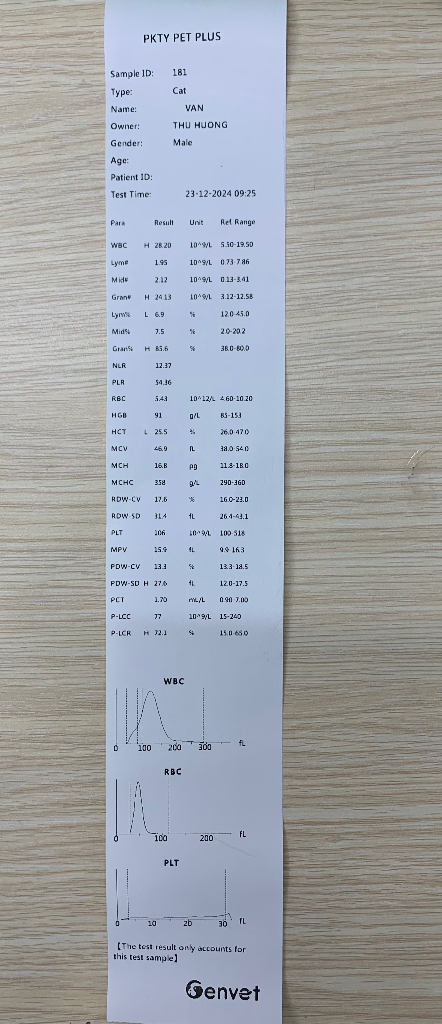 PKTY PET PLUS
Sample ID: 181
Type: Cat
Name: VAN
Owner: THU HUONG
Gender: Male
Age:
Patient ID:
Test Time: 23-12-2024 09:25
Para Result Unit Ref. Range
WBC H 28.20 10^9/L 5.50-19.50
Lym# 1.95 10^9/L 0.73-7.86
Mid# 2.12 10^9/L 0.13-3.41
Gran# H 24.13 10^9/L 3.12-12.58
Lym% L 6.9 % 12.0-45.0
Mid% 7.5 % 2.0-20.2
Gran% H 85.6 % 38.0-80.0
NLR 12.37
PLR 54.36
RBC 5.43 10^12/L 4.60-10.20
HGB 91 g/L 85-153
HCT L 25.5 % 26.0-47.0
MCV 46.9 fL 38.0-54.0
MCH 16.8 pg 11.8-18.0
MCHC 358 g/L 290-360
RDW-CV 17.6 % 16.0-23.0
RDW-SD 31.4 fL 26.4-43.1
PLT 106 10^9/L 100-518
MPV 15.9 fL 9.9-16.3
PDW-CV 13.3 % 13.3-18.5
PDW-SD H 27.6 fL 12.0-17.5
PCT 1.70 mL/L 0.90-7.00
P-LCC 77 10^9/L 15-240
P-LCR H 72.1 % 15.0-65.0
WBC
0 100 200 300 fL
RBC
0 100 200 fL
PLT
0 10 20 30 fL
【The test result only accounts for
this test sample】
Genvet